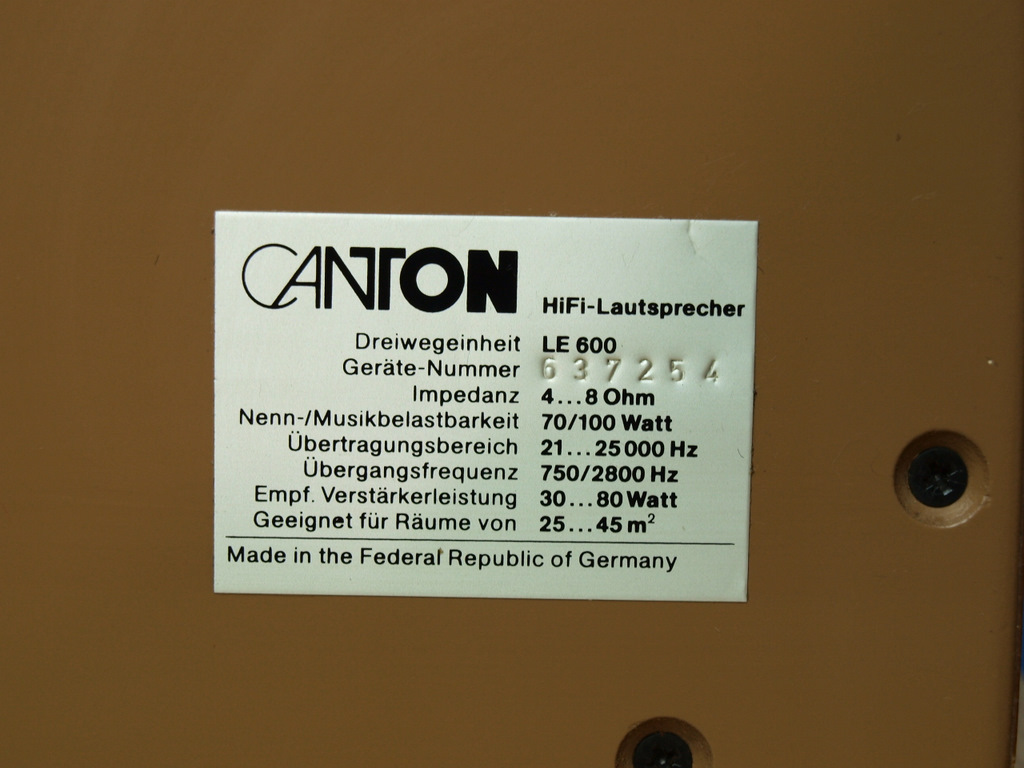 CANTON HiFi-Lautsprecher
Dreiwegeinheit LE 600
Geräte-Nummer 637254
Impedanz 4...8 Ohm
Nenn-/Musikbelastbarkeit 70/100 Watt
Übertragungsbereich 21...25000 Hz
Übergangsfrequenz 750/2800 Hz
Empf. Verstärkerleistung 30...80 Watt
Geeignet für Räume von 25...45 m²
Made in the Federal Republic of Germany